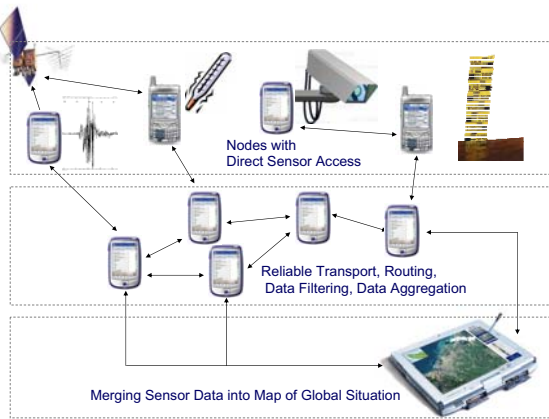 Nodes with
Direct Sensor Access
Reliable Transport, Routing,
Data Filtering, Data Aggregation
Merging Sensor Data into Map of Global Situation